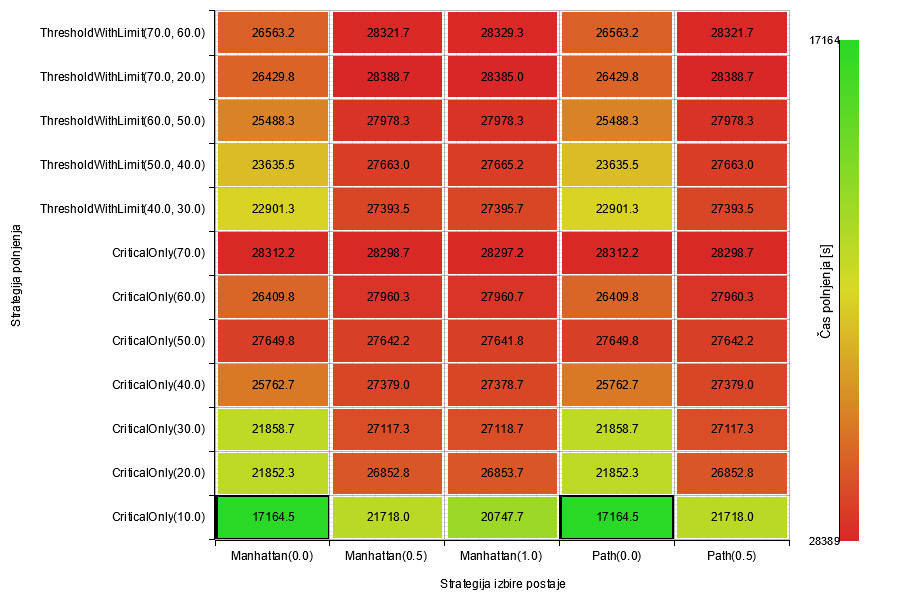 ThresholdWithLimit(70.0, 60.0) 26563.2 28321.7 28329.3 26563.2 28321.7
ThresholdWithLimit(70.0, 20.0) 26429.8 28388.7 28385.0 26429.8 28388.7
ThresholdWithLimit(60.0, 50.0) 25488.3 27978.3 27978.3 25488.3 27978.3
ThresholdWithLimit(50.0, 40.0) 23635.5 27663.0 27665.2 23635.5 27663.0
ThresholdWithLimit(40.0, 30.0) 22901.3 27393.5 27395.7 22901.3 27393.5
CriticalOnly(70.0) 28312.2 28298.7 28297.2 28312.2 28298.7
CriticalOnly(60.0) 26409.8 27960.3 27960.7 26409.8 27960.3
CriticalOnly(50.0) 27649.8 27642.2 27641.8 27649.8 27642.2
CriticalOnly(40.0) 25762.7 27379.0 27378.7 25762.7 27379.0
CriticalOnly(30.0) 21858.7 27117.3 27118.7 21858.7 27117.3
CriticalOnly(20.0) 21852.3 26852.8 26853.7 21852.3 26852.8
CriticalOnly(10.0) 17164.5 21718.0 20747.7 17164.5 21718.0
Manhattan(0.0) Manhattan(0.5) Manhattan(1.0) Path(0.0) Path(0.5)
Strategija izbire postaje
Strategija polnjenja
17164
Čas polnjenja [s]
28389